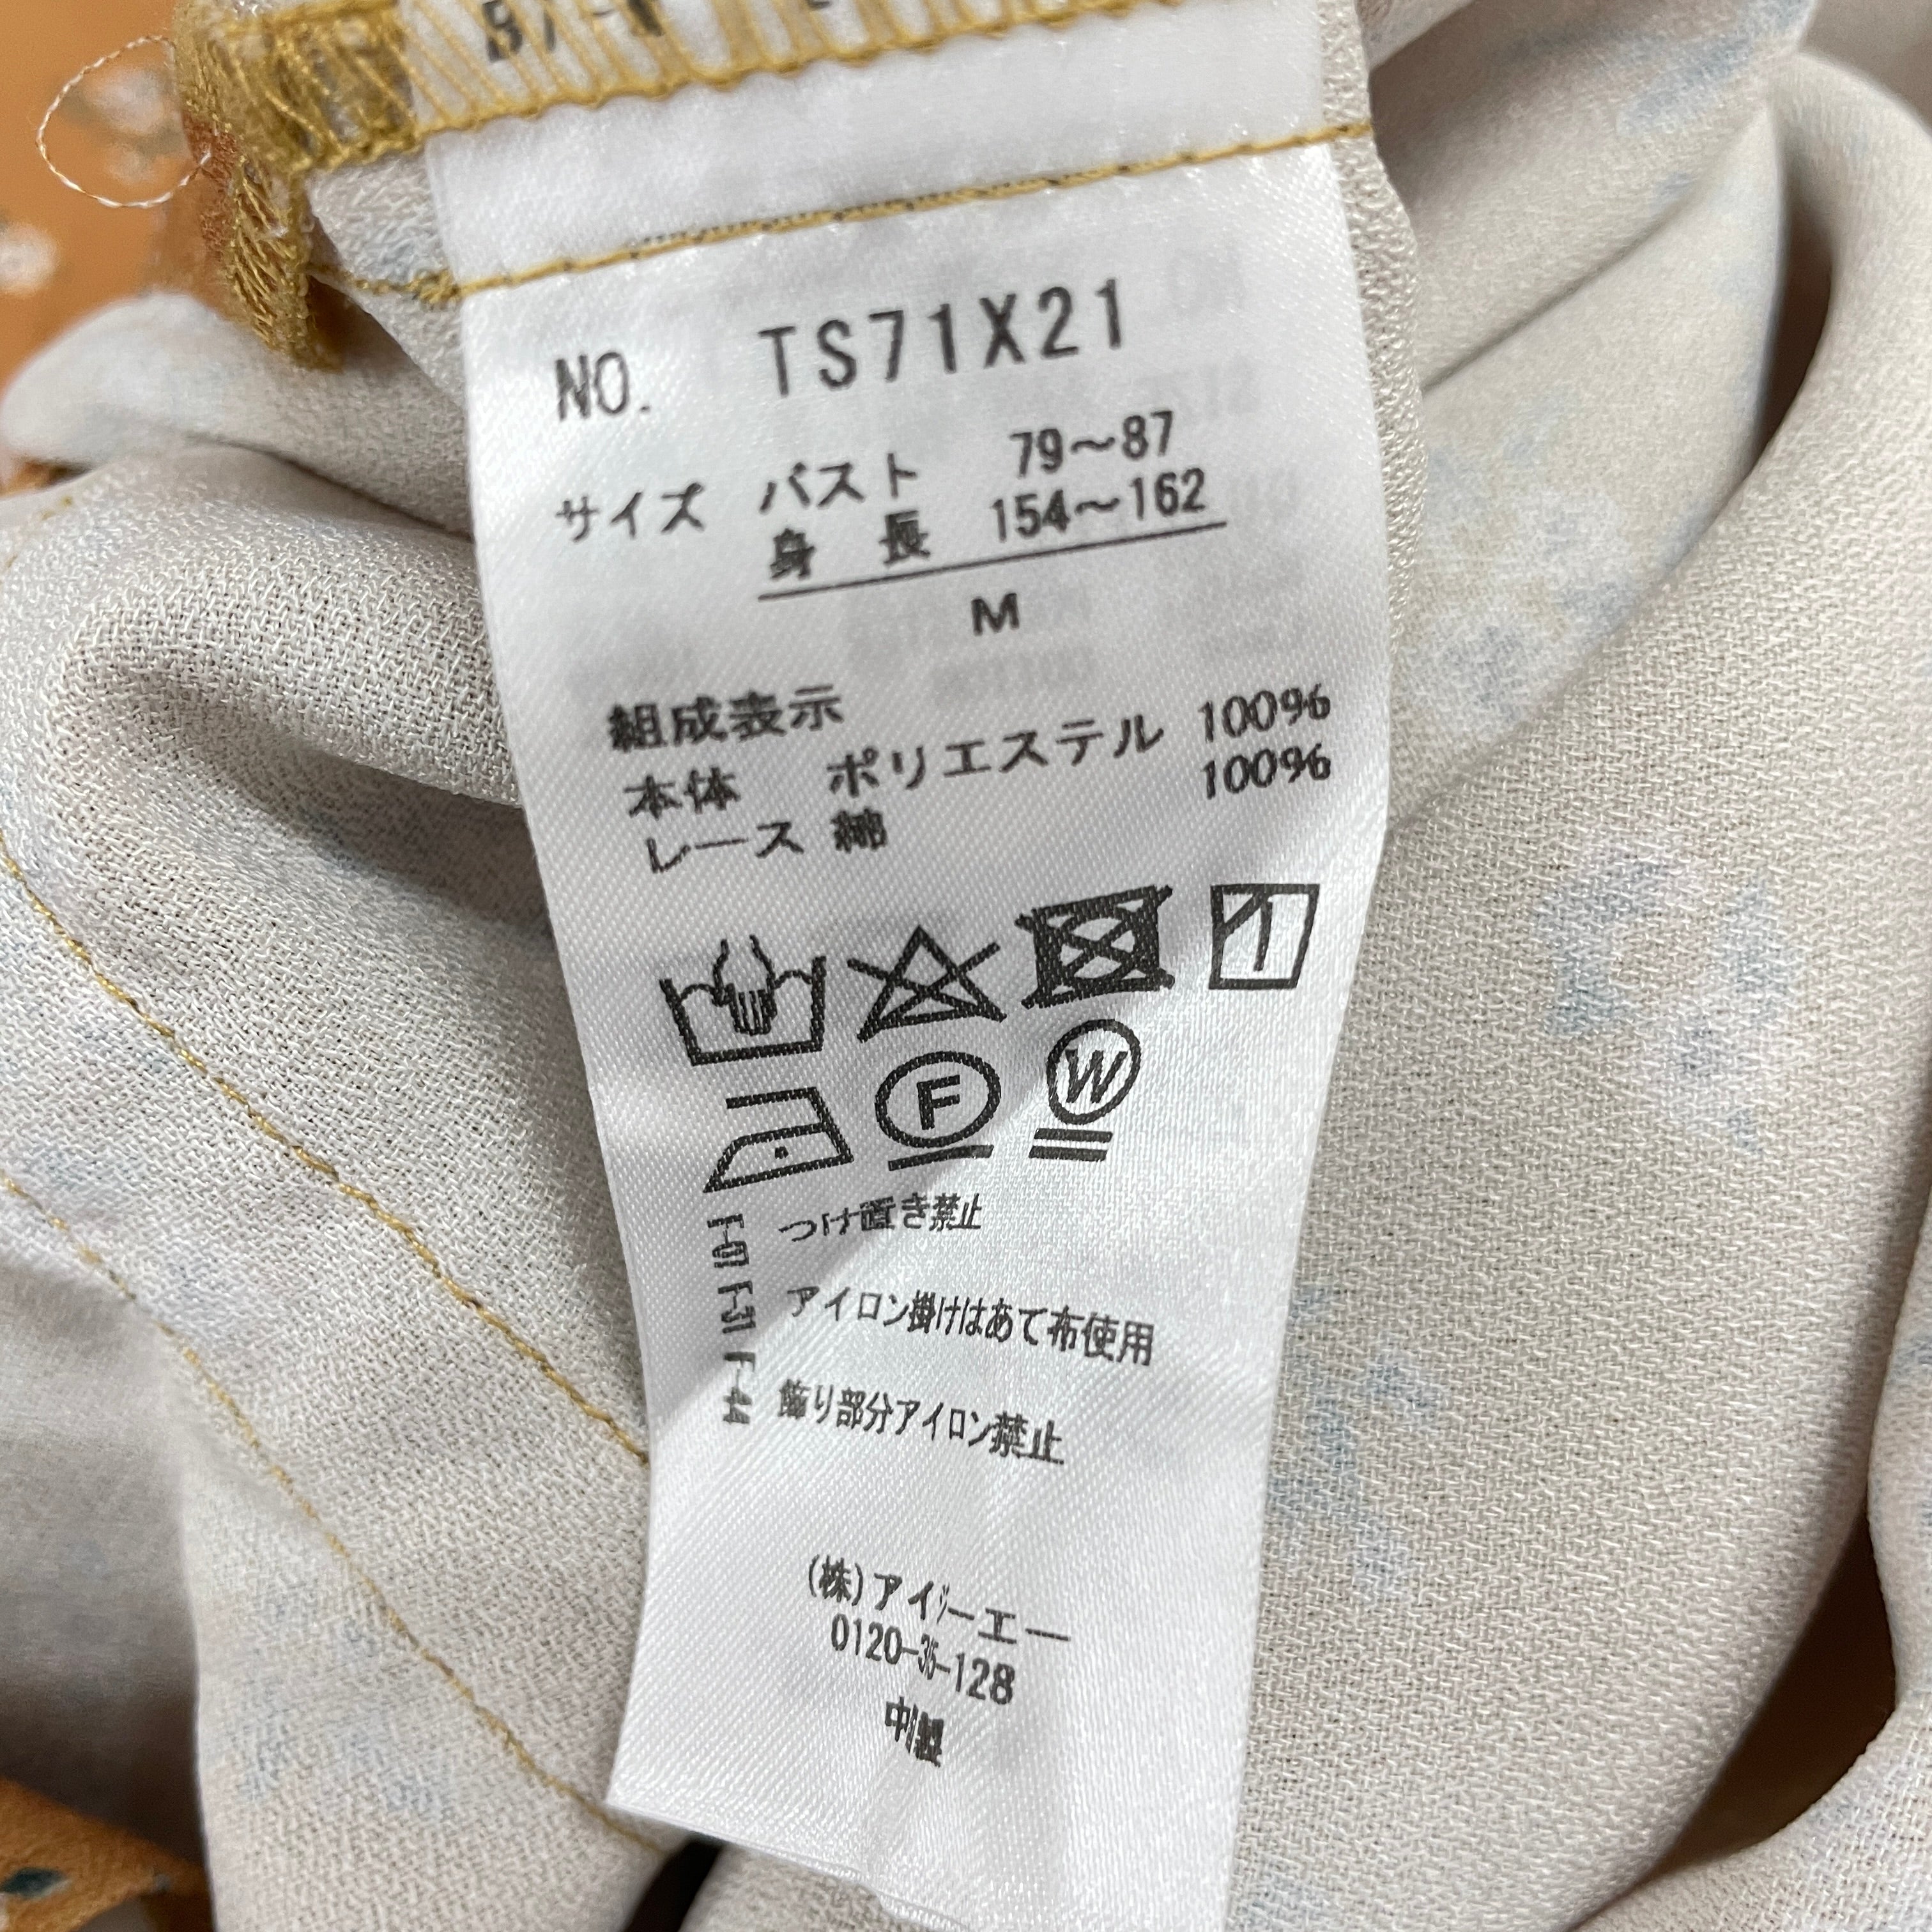 NO. TS71X21
サイズ バスト 79～87
身 長 154～162
M
組成表示
本体 ポリエステル 100%
レース 綿 100%
1
F
W
F-01 つけ置き禁止
F-31 アイロン掛けはあて布使用
F-44 飾り部分アイロン禁止
(株)アイジーエー
0120-35-128
中国製